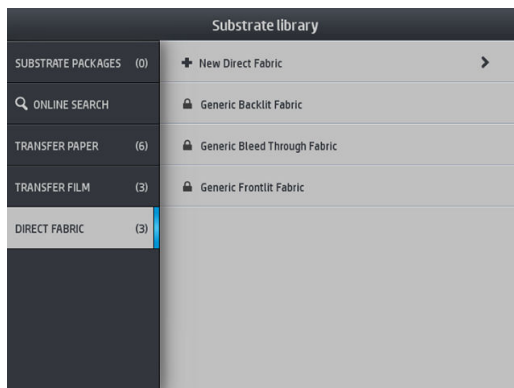 Substrate library
SUBSTRATE PACKAGES (0)
ONLINE SEARCH
TRANSFER PAPER (6)
TRANSFER FILM (3)
DIRECT FABRIC (3)
New Direct Fabric
Generic Backlit Fabric
Generic Bleed Through Fabric
Generic Frontlit Fabric